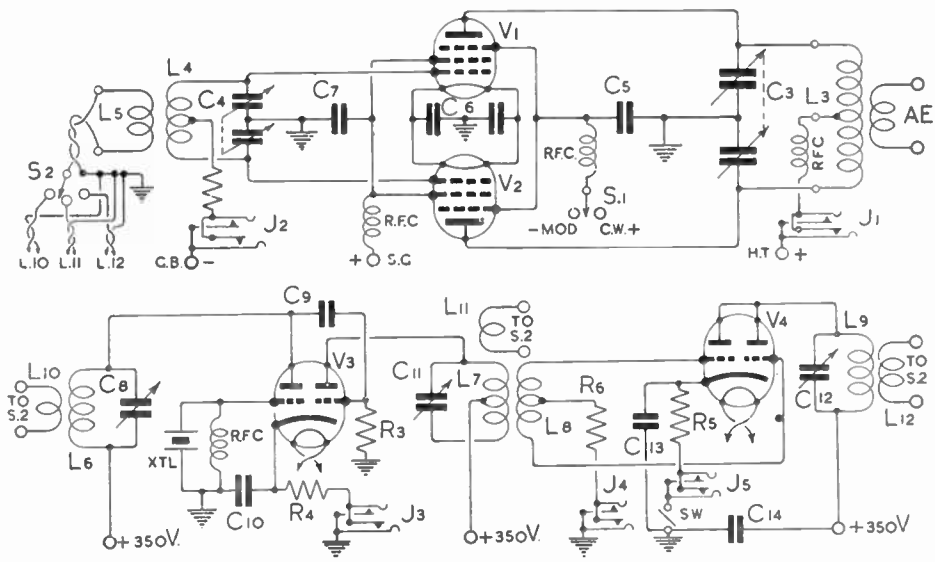 V1
L4
C4
C7
C6
C5
C3
L3
AE
L5
R.F.C.
RFC
S2
V2
S.1
J2
R.F.C
-MOD
C.W.+
J1
L.10
L.11
L.12
G.B. -
+ S.G
H.T +
C9
L11
TO
S.2
V4
L9
V3
L10
C8
C11
L7
TO
S.2
R6
TO
S.2
C12
R.F.C
R3
L8
C13
R5
L12
L6
XTL
C10
R4
J3
J4
J5
SW
C14
+350V.
+350V
+350V